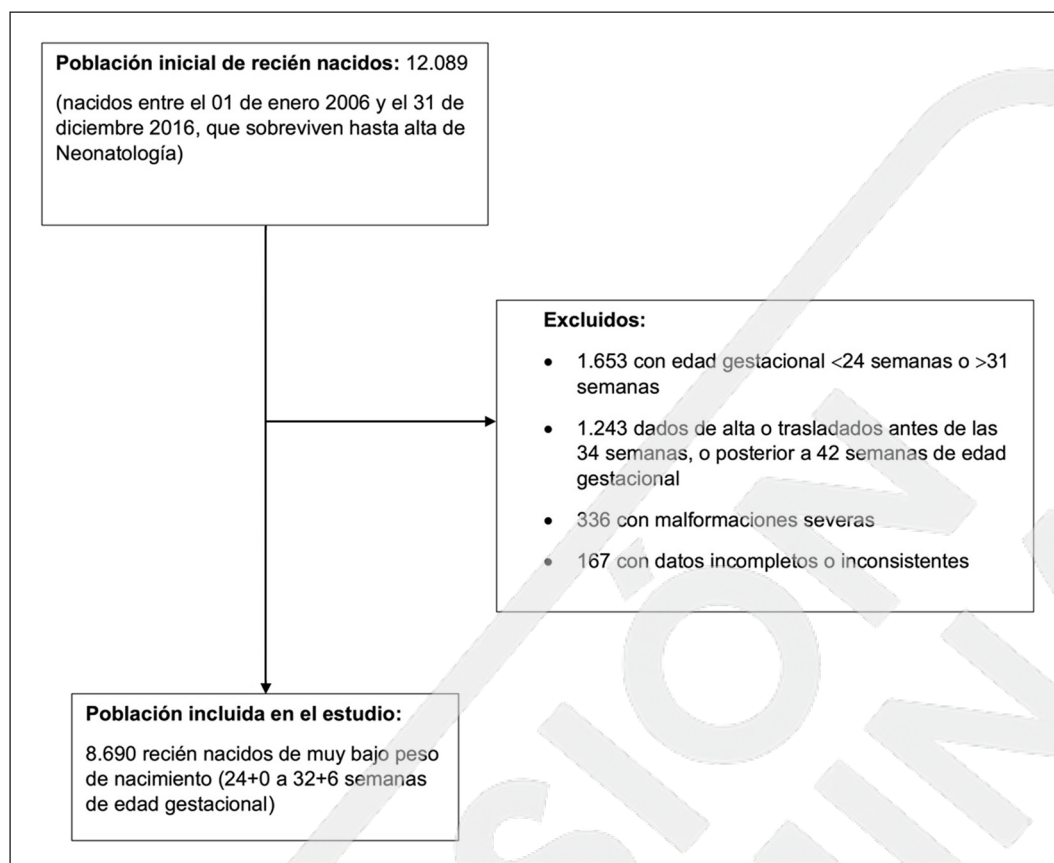 Población inicial de recién nacidos: 12.089
(nacidos entre el 01 de enero 2006 y el 31 de
diciembre 2016, que sobreviven hasta alta de
Neonatología)
Excluidos:
• 1.653 con edad gestacional <24 semanas o >31
semanas
• 1.243 dados de alta o trasladados antes de las
34 semanas, o posterior a 42 semanas de edad
gestacional
• 336 con malformaciones severas
• 167 con datos incompletos o inconsistentes
Población incluida en el estudio:
8.690 recién nacidos de muy bajo peso
de nacimiento (24+0 a 32+6 semanas
de edad gestacional)